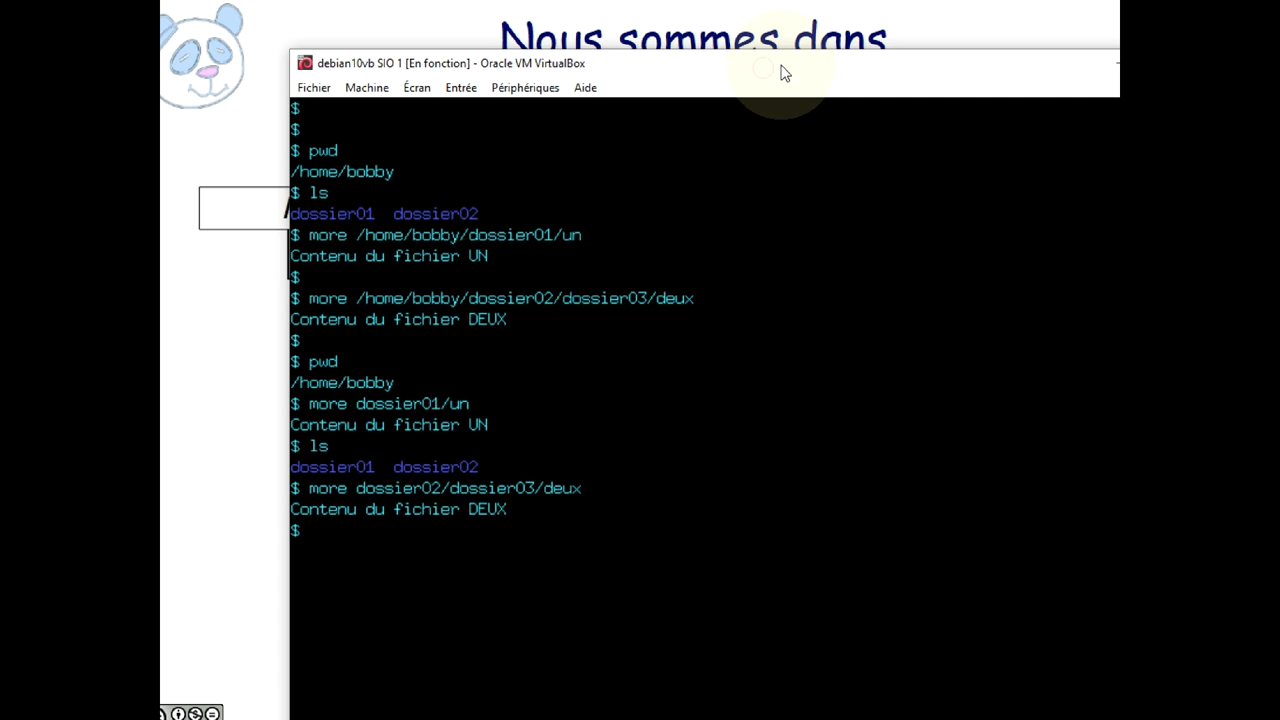 Nous sommes dans
debian10vb SIO 1 [En fonction] - Oracle VM VirtualBox
Fichier Machine Écran Entrée Périphériques Aide
$
$
$ pwd
/home/bobby
$ ls
dossier01 dossier02
$ more /home/bobby/dossier01/un
Contenu du fichier UN
$
$ more /home/bobby/dossier02/dossier03/deux
Contenu du fichier DEUX
$
$ pwd
/home/bobby
$ more dossier01/un
Contenu du fichier UN
$ ls
dossier01 dossier02
$ more dossier02/dossier03/deux
Contenu du fichier DEUX
$